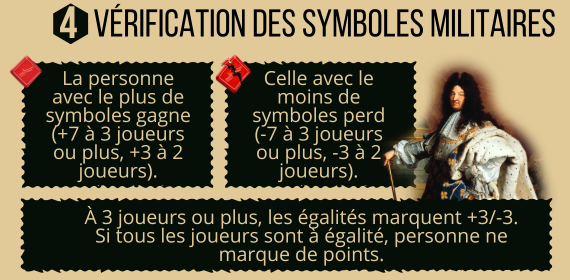 4 VÉRIFICATION DES SYMBOLES MILITAIRES
La personne
avec le plus de
symboles gagne
(+7 à 3 joueurs
ou plus, +3 à 2
joueurs).
Celle avec le
moins de
symboles perd
(-7 à 3 joueurs
ou plus, -3 à 2
joueurs).
À 3 joueurs ou plus, les égalités marquent +3/-3.
Si tous les joueurs sont à égalité, personne ne
marque de points.